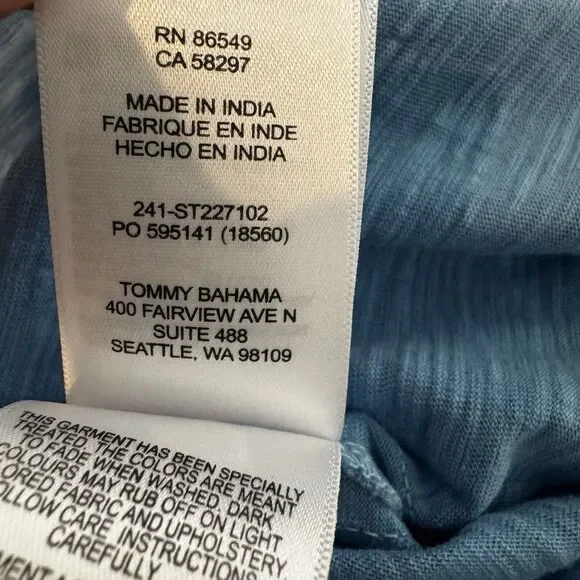 RN 86549
CA 58297
MADE IN INDIA
FABRIQUE EN INDE
HECHO EN INDIA
241-ST227102
PO 595141 (18560)
TOMMY BAHAMA
400 FAIRVIEW AVE N
SUITE 488
SEATTLE, WA 98109
THIS GARMENT HAS BEEN SPECIALLY
TREATED. THE COLORS ARE MEANT
TO FADE WHEN WASHED. DARK
COLOURS MAY RUB OFF ON LIGHT
FABRIC AND UPHOLSTERY.
CARE INSTRUCTIONS
CAREFULLY